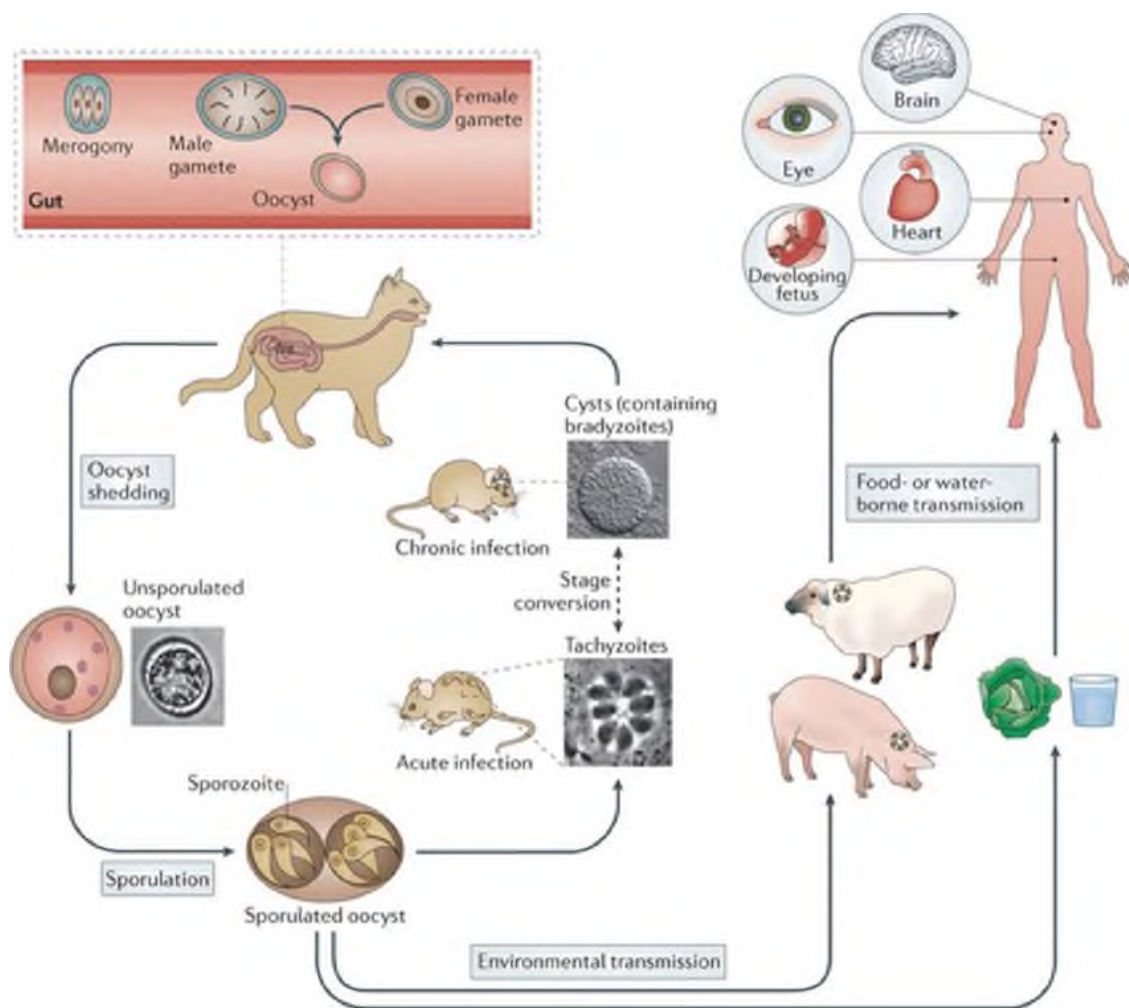 Merogony
Male
gamete
Female
gamete
Oocyst
Gut
Brain
Eye
Heart
Developing
fetus
Oocyst
shedding
Cysts (containing
bradyzoites)
Chronic infection
Food- or water-
borne transmission
Unsporulated
oocyst
Stage
conversion
Tachyzoites
Acute infection
Sporozoite
Sporulation
Sporulated oocyst
Environmental transmission